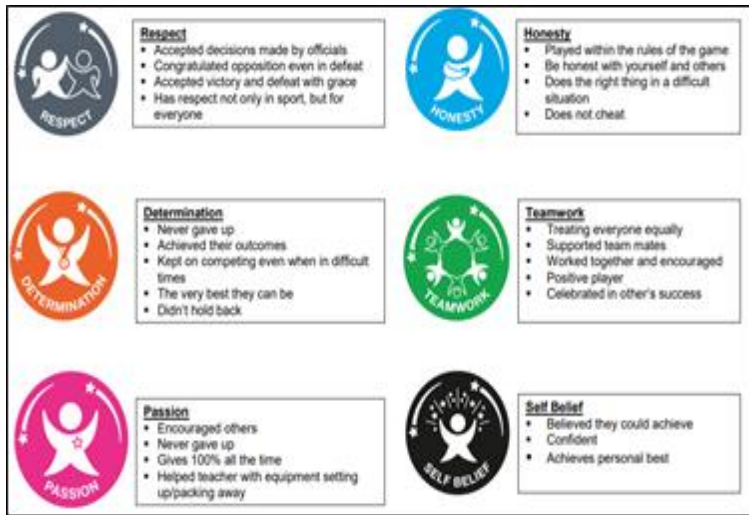 RESPECT
Respect
Accepted decisions made by officials
Congratulated opposition even in defeat
Accepted victory and defeat with grace
Has respect not only in sport, but for
everyone
HONESTY
Honesty
Played within the rules of the game
Be honest with yourself and others
Does the right thing in a difficult
situation
Does not cheat
DETERMINATION
Determination
Never gave up
Achieved their outcomes
Kept on competing even when in difficult
times
The very best they can be
Didn't hold back
TEAMWORK
Teamwork
Treating everyone equally
Supported team mates
Worked together and encouraged
Positive player
Celebrated in other's success
PASSION
Passion
Encouraged others
Never gave up
Gives 100% all the time
Helped teacher with equipment setting
up/packing away
SELF BELIEF
Self Belief
Believed they could achieve
Confident
Achieves personal best